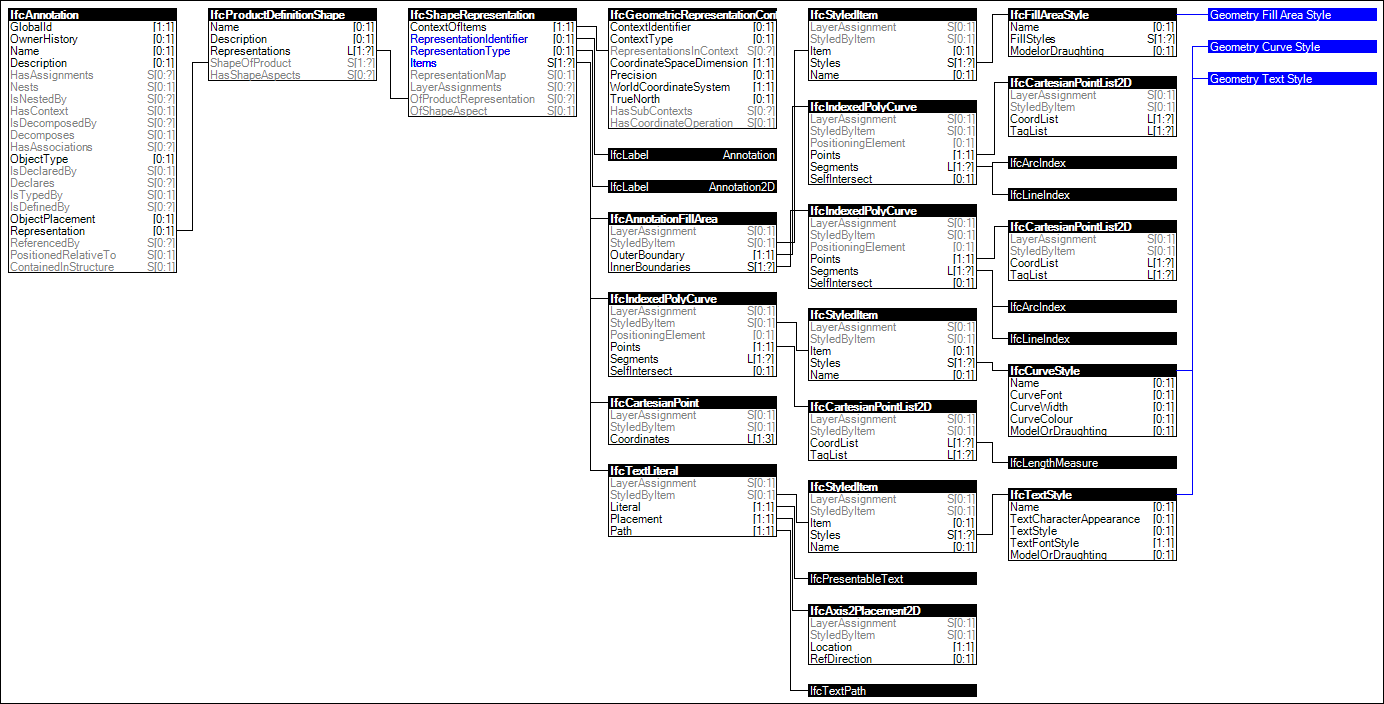 IfcAnnotation
GlobalId [1:1]
OwnerHistory [0:1]
Name [0:1]
Description [0:1]
HasAssignments S[0:?]
Nests S[0:1]
IsNestedBy S[0:?]
HasContext S[0:1]
IsDecomposedBy S[0:?]
Decomposes S[0:1]
HasAssociations S[0:?]
ObjectType [0:1]
IsDeclaredBy S[0:1]
Declares S[0:?]
IsTypedBy S[0:1]
IsDefinedBy S[0:?]
ObjectPlacement [0:1]
Representation [0:1]
ReferencedBy S[0:?]
PositionedRelativeTo S[0:1]
ContainedInStructure S[0:1]
IfcProductDefinitionShape
Name [0:1]
Description [0:1]
Representations L[1:?]
ShapeOfProduct S[1:?]
HasShapeAspects S[0:?]
IfcShapeRepresentation
ContextOfItems [1:1]
RepresentationIdentifier [0:1]
RepresentationType [0:1]
Items S[1:?]
RepresentationMap S[0:1]
LayerAssignments S[0:?]
OfProductRepresentation S[0:?]
OfShapeAspect S[0:1]
IfcGeometricRepresentationCont
ContextIdentifier [0:1]
ContextType [0:1]
RepresentationsInContext S[0:?]
CoordinateSpaceDimension [1:1]
Precision [0:1]
WorldCoordinateSystem [1:1]
TrueNorth [0:1]
HasSubContexts S[0:?]
HasCoordinateOperation S[0:1]
IfcLabel Annotation
IfcLabel Annotation2D
IfcAnnotationFillArea
LayerAssignment S[0:1]
StyledByItem S[0:1]
OuterBoundary [1:1]
InnerBoundaries S[1:?]
IfcIndexedPolyCurve
LayerAssignment S[0:1]
StyledByItem S[0:1]
PositioningElement [0:1]
Points [1:1]
Segments L[1:?]
SelfIntersect [0:1]
IfcCartesianPoint
LayerAssignment S[0:1]
StyledByItem S[0:1]
Coordinates L[1:3]
IfcTextLiteral
LayerAssignment S[0:1]
StyledByItem S[0:1]
Literal [1:1]
Placement [1:1]
Path [1:1]
IfcStyledItem
LayerAssignment S[0:1]
StyledByItem S[0:1]
Item [0:1]
Styles S[1:?]
Name [0:1]
IfcIndexedPolyCurve
LayerAssignment S[0:1]
StyledByItem S[0:1]
PositioningElement [0:1]
Points [1:1]
Segments L[1:?]
SelfIntersect [0:1]
IfcIndexedPolyCurve
LayerAssignment S[0:1]
StyledByItem S[0:1]
PositioningElement [0:1]
Points [1:1]
Segments L[1:?]
SelfIntersect [0:1]
IfcStyledItem
LayerAssignment S[0:1]
StyledByItem S[0:1]
Item [0:1]
Styles S[1:?]
Name [0:1]
IfcCartesianPointList2D
LayerAssignment S[0:1]
StyledByItem S[0:1]
CoordList L[1:?]
TagList L[1:?]
IfcStyledItem
LayerAssignment S[0:1]
StyledByItem S[0:1]
Item [0:1]
Styles S[1:?]
Name [0:1]
IfcPresentableText
IfcAxis2Placement2D
LayerAssignment S[0:1]
StyledByItem S[0:1]
Location [1:1]
RefDirection [0:1]
IfcTextPath
IfcFillAreaStyle
Name [0:1]
FillStyles S[1:?]
ModelorDraughting [0:1]
IfcCartesianPointList2D
LayerAssignment S[0:1]
StyledByItem S[0:1]
CoordList L[1:?]
TagList L[1:?]
IfcArcIndex
IfcLineIndex
IfcCartesianPointList2D
LayerAssignment S[0:1]
StyledByItem S[0:1]
CoordList L[1:?]
TagList L[1:?]
IfcArcIndex
IfcLineIndex
IfcCurveStyle
Name [0:1]
CurveFont [0:1]
CurveWidth [0:1]
CurveColour [0:1]
ModelOrDraughting [0:1]
IfcLengthMeasure
IfcTextStyle
Name [0:1]
TextCharacterAppearance [0:1]
TextStyle [0:1]
TextFontStyle [1:1]
ModelOrDraughting [0:1]
Geometry Fill Area Style
Geometry Curve Style
Geometry Text Style